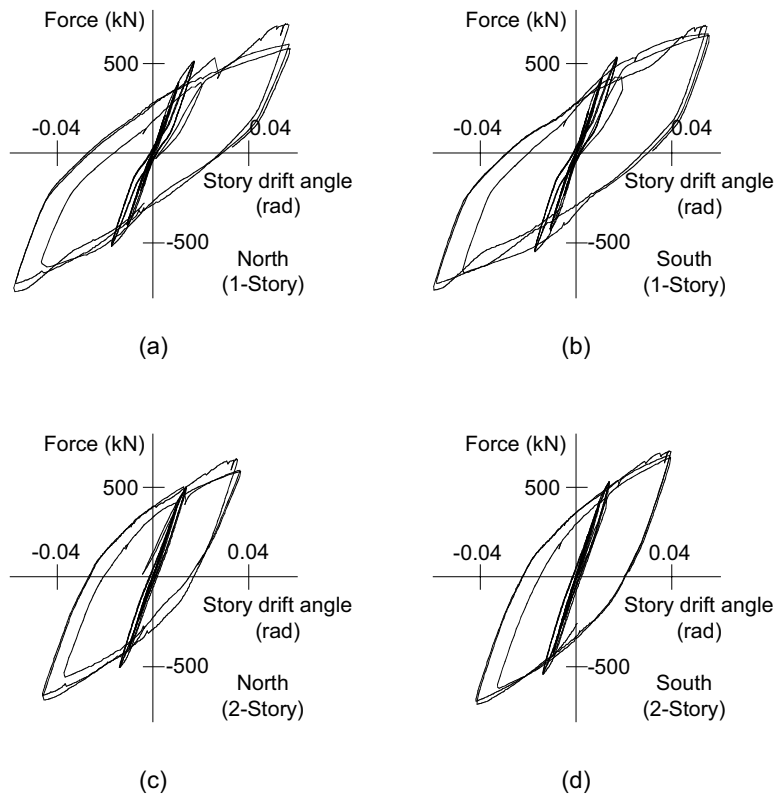 Force (kN)
500
-0.04
0.04
Story drift angle
(rad)
-500
North
(1-Story)
(a)
Force (kN)
500
-0.04
0.04
Story drift angle
(rad)
-500
South
(1-Story)
(b)
Force (kN)
500
-0.04
0.04
Story drift angle
(rad)
-500
North
(2-Story)
(c)
Force (kN)
500
-0.04
0.04
Story drift angle
(rad)
-500
South
(2-Story)
(d)